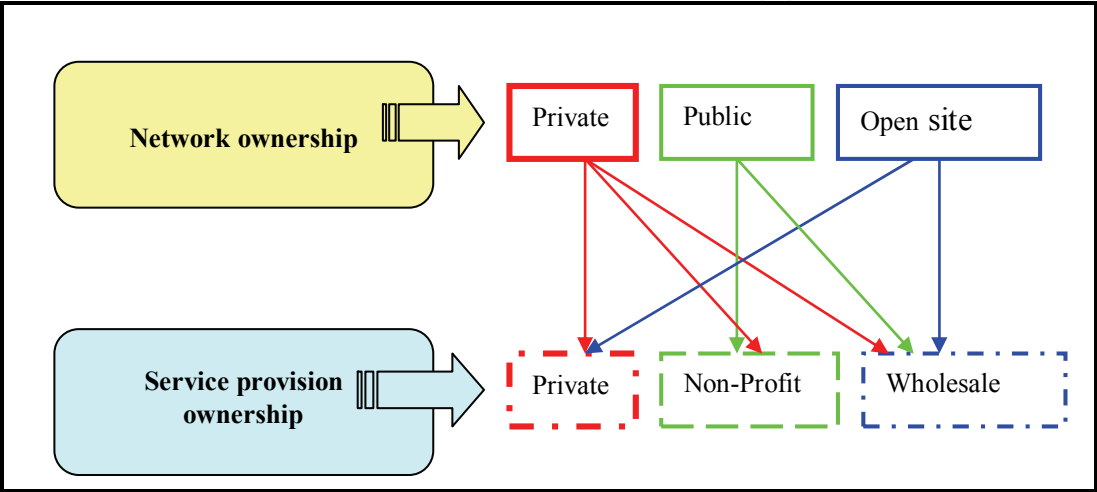 Network ownership
Private
Public
Open site
Service provision
ownership
Private
Non-Profit
Wholesale